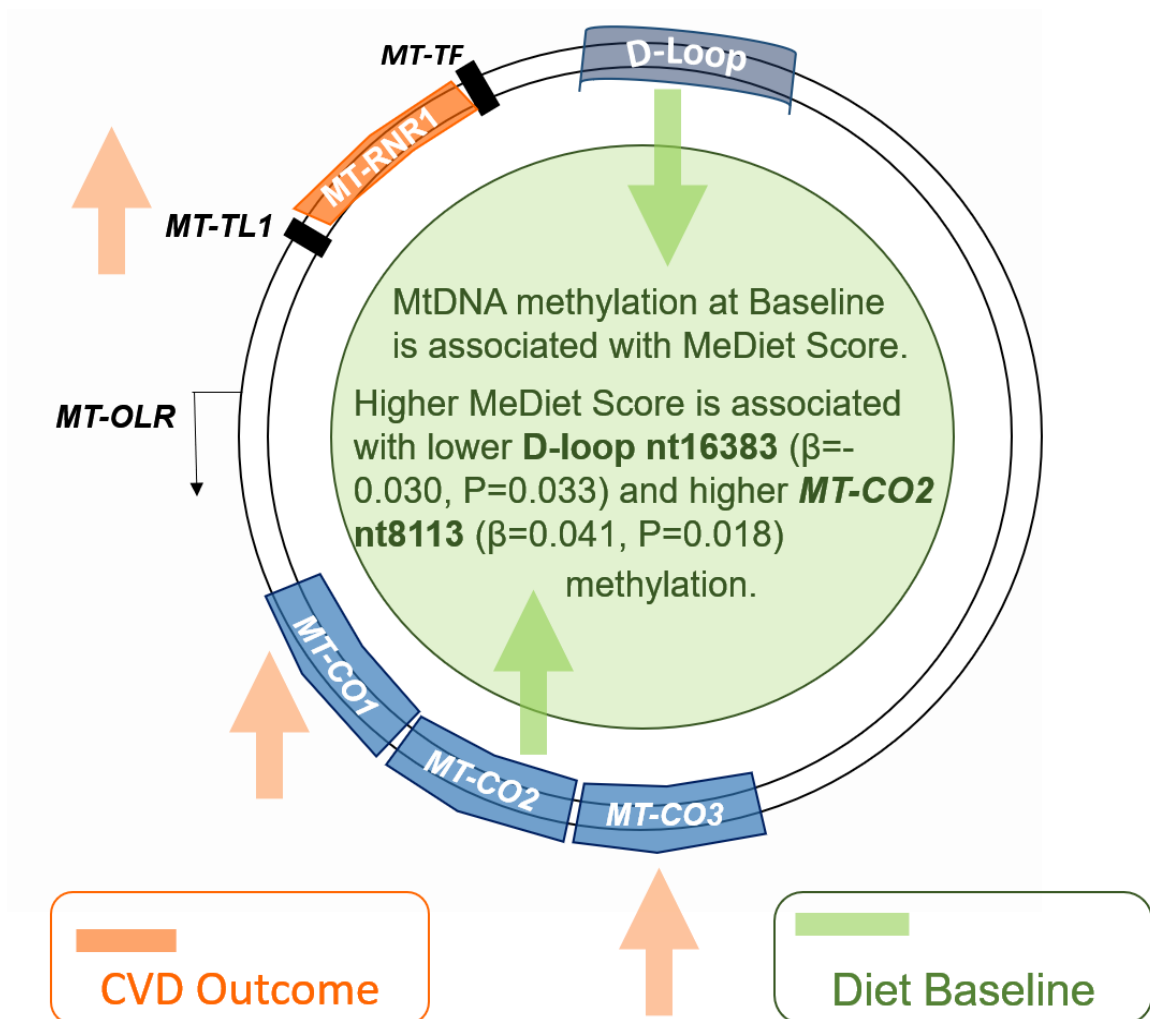 MT-TF
D-Loop
MT-RNR1
MT-TL1
MtDNA methylation at Baseline
is associated with MeDiet Score.
Higher MeDiet Score is associated
with lower D-loop nt16383 (β=-
0.030, P=0.033) and higher MT-CO2
nt8113 (β=0.041, P=0.018)
methylation.
MT-OLR
MT-CO1
MT-CO2
MT-CO3
CVD Outcome
Diet Baseline